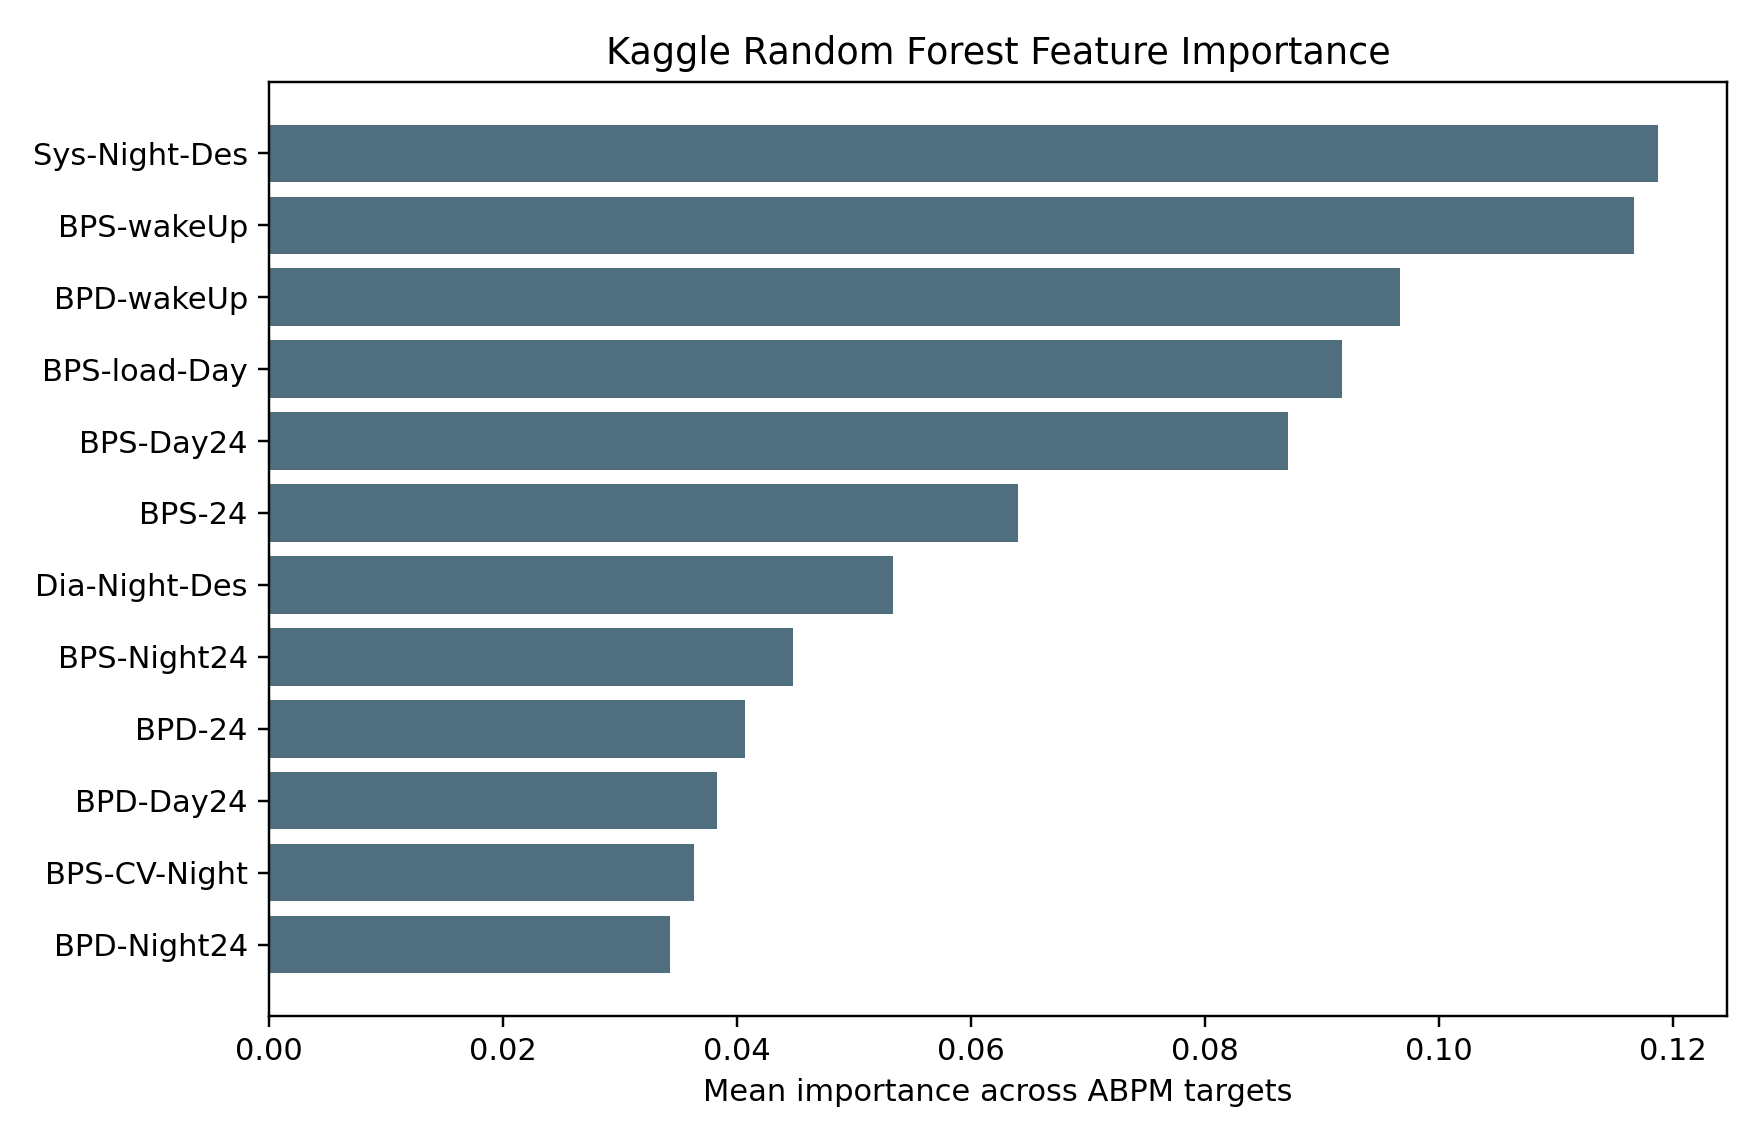 Kaggle Random Forest Feature Importance
Sys-Night-Des
BPS-wakeUp
BPD-wakeUp
BPS-load-Day
BPS-Day24
BPS-24
Dia-Night-Des
BPS-Night24
BPD-24
BPD-Day24
BPS-CV-Night
BPD-Night24
0.00 0.02 0.04 0.06 0.08 0.10 0.12
Mean importance across ABPM targets